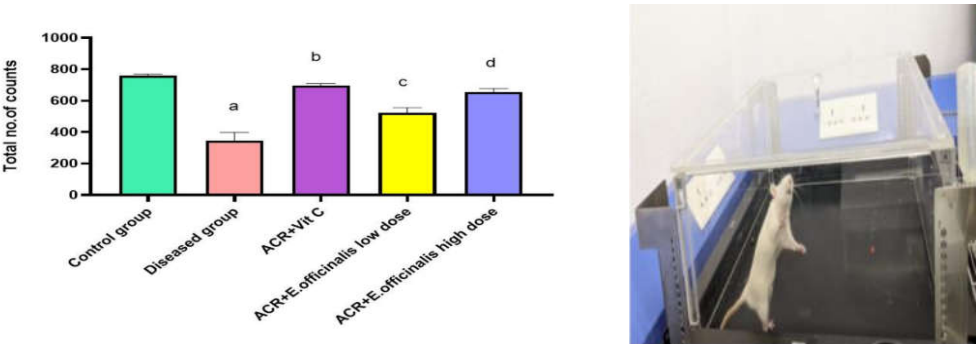 Total no.of counts
1000
800
600
400
200
0
a
b
c
d
Control group
Diseased group
ACR+Vit C
ACR+E.officinalis low dose
ACR+E.officinalis high dose